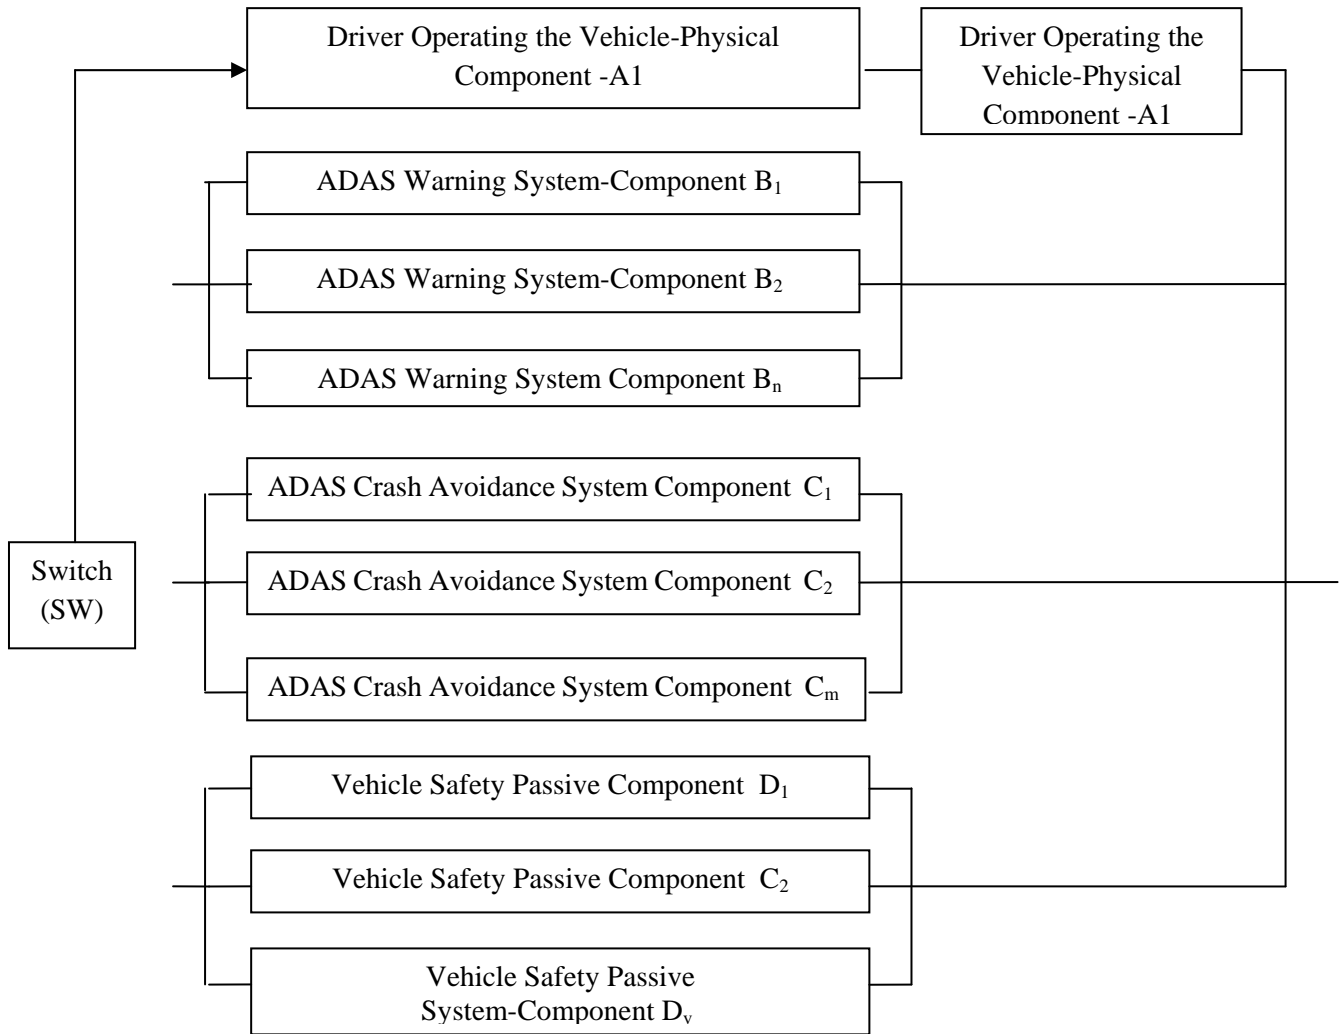 Driver Operating the Vehicle-Physical
Component -A1
Driver Operating the
Vehicle-Physical
Component -A1
ADAS Warning System-Component B₁
ADAS Warning System-Component B₂
ADAS Warning System Component Bₙ
ADAS Crash Avoidance System Component C₁
Switch
(SW)
ADAS Crash Avoidance System Component C₂
ADAS Crash Avoidance System Component Cₘ
Vehicle Safety Passive Component D₁
Vehicle Safety Passive Component C₂
Vehicle Safety Passive
System-Component Dᵥ